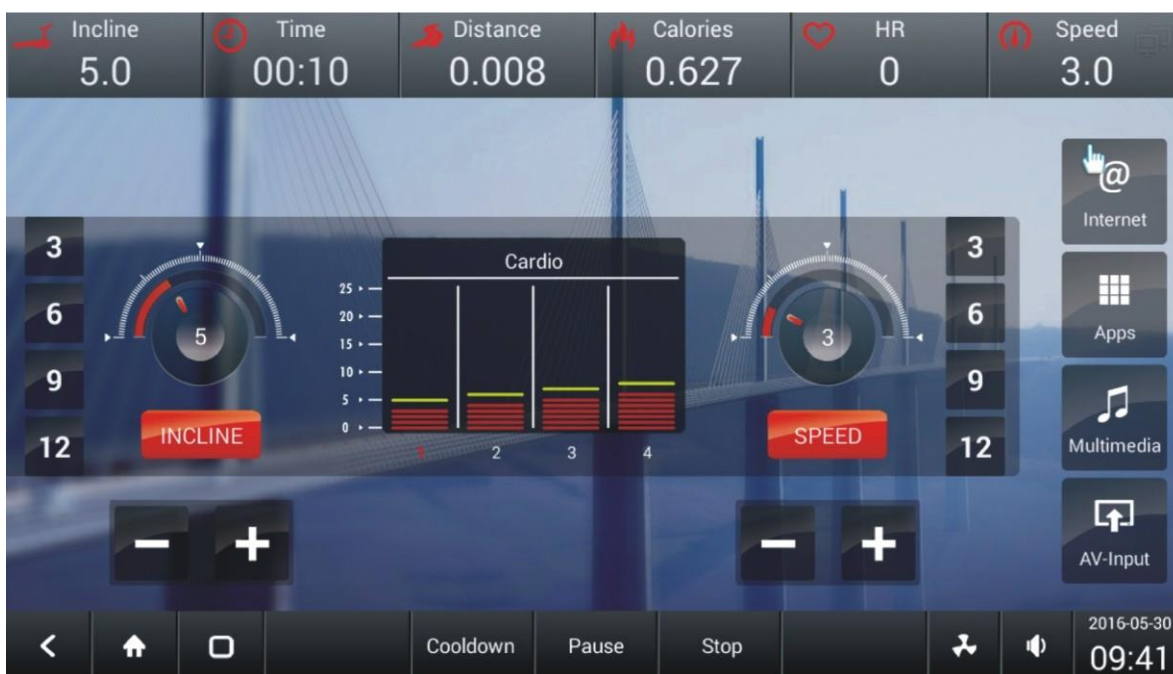 Incline
5.0
Time
00:10
Distance
0.008
Calories
0.627
HR
0
Speed
3.0
3
6
9
12
5
INCLINE
Cardio
25
20
15
10
5
0
1
2
3
4
3
SPEED
3
6
9
12
@
Internet
Apps
Multimedia
AV-Input
Cooldown
Pause
Stop
2016-05-30
09:41